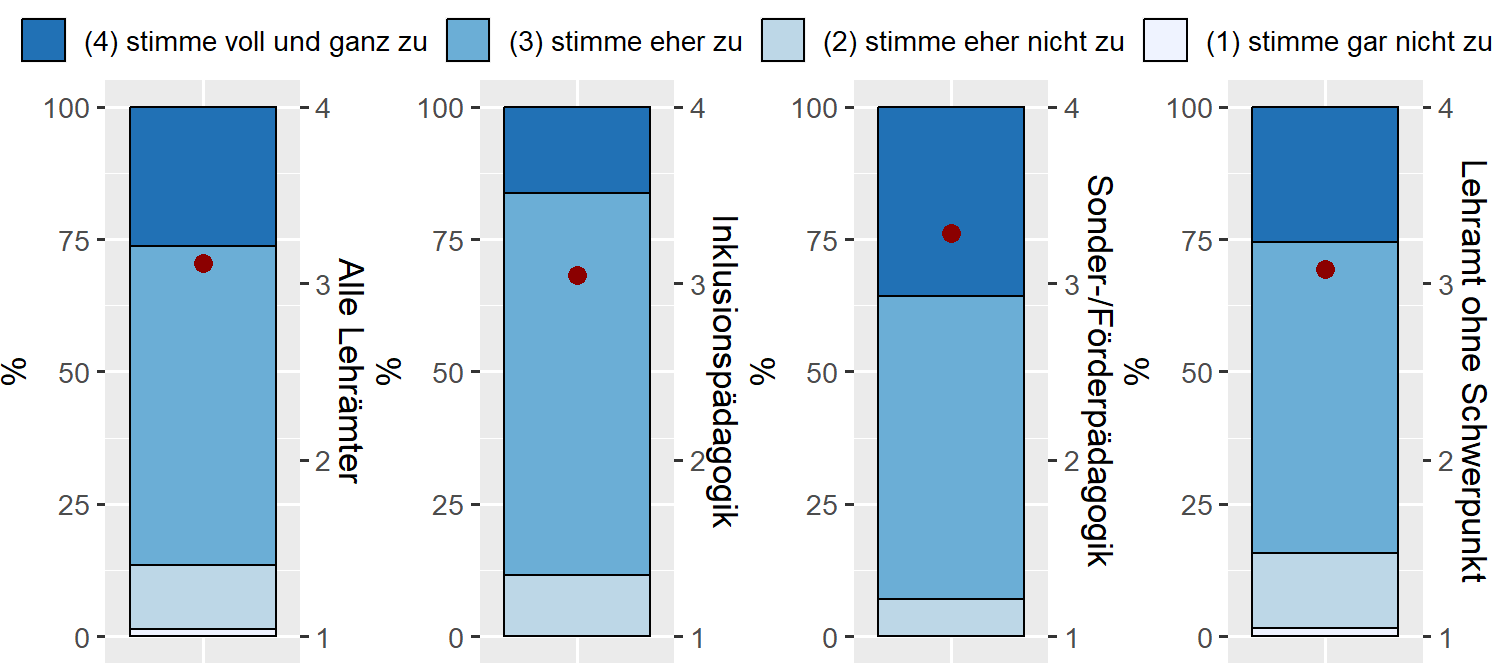 (4) stimme voll und ganz zu (3) stimme eher zu (2) stimme eher nicht zu (1) stimme gar nicht zu
100 4 100 4 100 4 100 4
75 75 75 75
3 3 3 3
50 50 50 50
2 2 2 2
25 25 25 25
0 1 0 1 0 1 0 1
%
Alle Lehrämter
%
Inklusionspädagogik
%
Sonder-/Förderpädagogik
%
Lehramt ohne Schwerpunkt